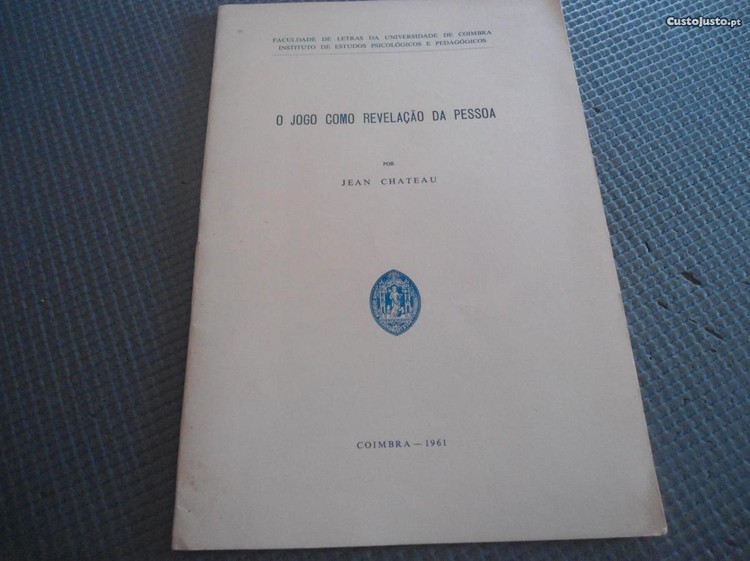 CustoJusto.pt
FACULDADE DE LETRAS DA UNIVERSIDADE DE COIMBRA
INSTITUTO DE ESTUDOS PSICOLÓGICOS E PEDAGÓGICOS
O JOGO COMO REVELAÇÃO DA PESSOA
POR
JEAN CHATEAU
COIMBRA — 1961